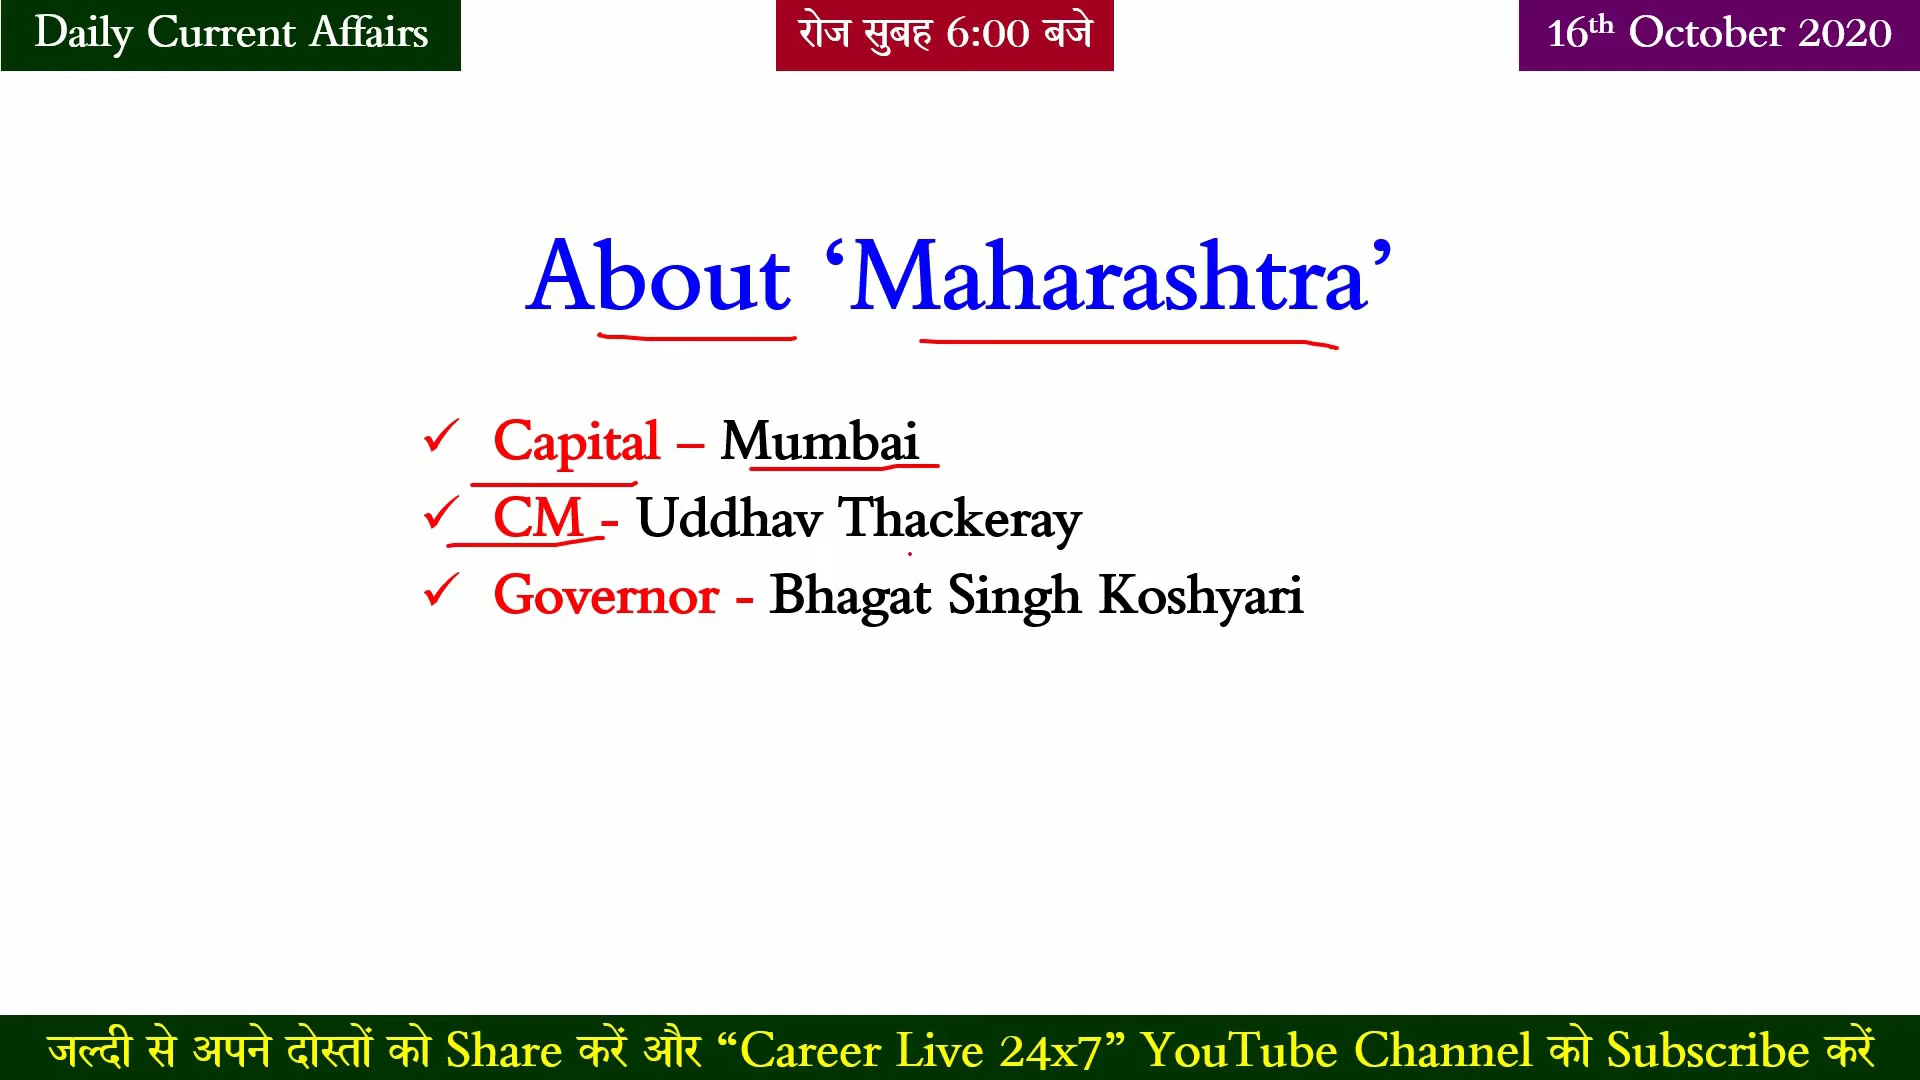 Daily Current Affairs
रोज सुबह 6:00 बजे
16th October 2020
About ‘Maharashtra’
✓ Capital – Mumbai
✓ CM - Uddhav Thackeray
✓ Governor - Bhagat Singh Koshyari
जल्दी से अपने दोस्तों को Share करें और “Career Live 24x7” YouTube Channel को Subscribe करें